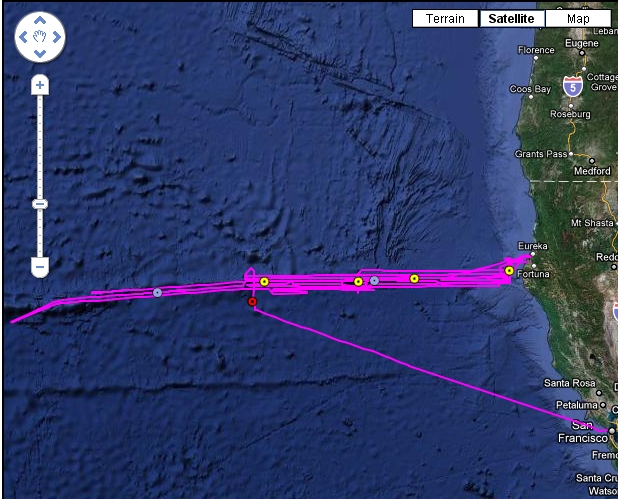 Terrain
Satellite
Map
Leban
Florence
Eugene
Cottage
Grove
Coos Bay
5
Roseburg
Grants Pass
Medford
Mt Shasta
Eureka
Redd
Fortuna
Santa Rosa
Petaluma
San
Francisco
Fremo
Santa Cru
Watso